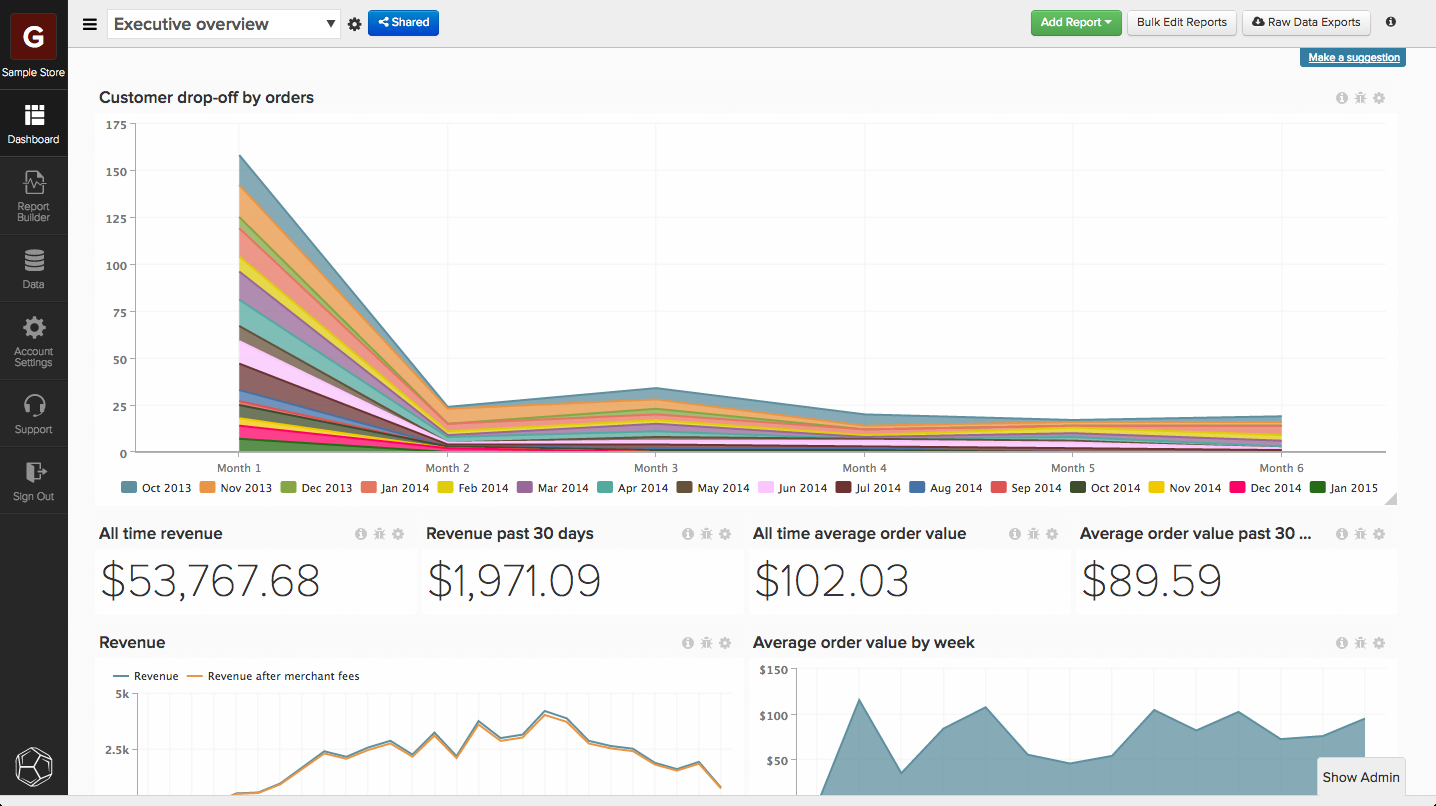 G
Sample Store
Dashboard
Report
Builder
Data
Account
Settings
Support
Sign Out
Executive overview
Shared
Add Report
Bulk Edit Reports
Raw Data Exports
Make a suggestion
Customer drop-off by orders
175
150
125
100
75
50
25
0
Month 1 Month 2 Month 3 Month 4 Month 5 Month 6
Oct 2013 Nov 2013 Dec 2013 Jan 2014 Feb 2014 Mar 2014 Apr 2014 May 2014 Jun 2014 Jul 2014 Aug 2014 Sep 2014 Oct 2014 Nov 2014 Dec 2014 Jan 2015
All time revenue
$53,767.68
Revenue past 30 days
$1,971.09
All time average order value
$102.03
Average order value past 30 ...
$89.59
Revenue
Revenue Revenue after merchant fees
5k
2.5k
Average order value by week
$150
$100
$50
Show Admin